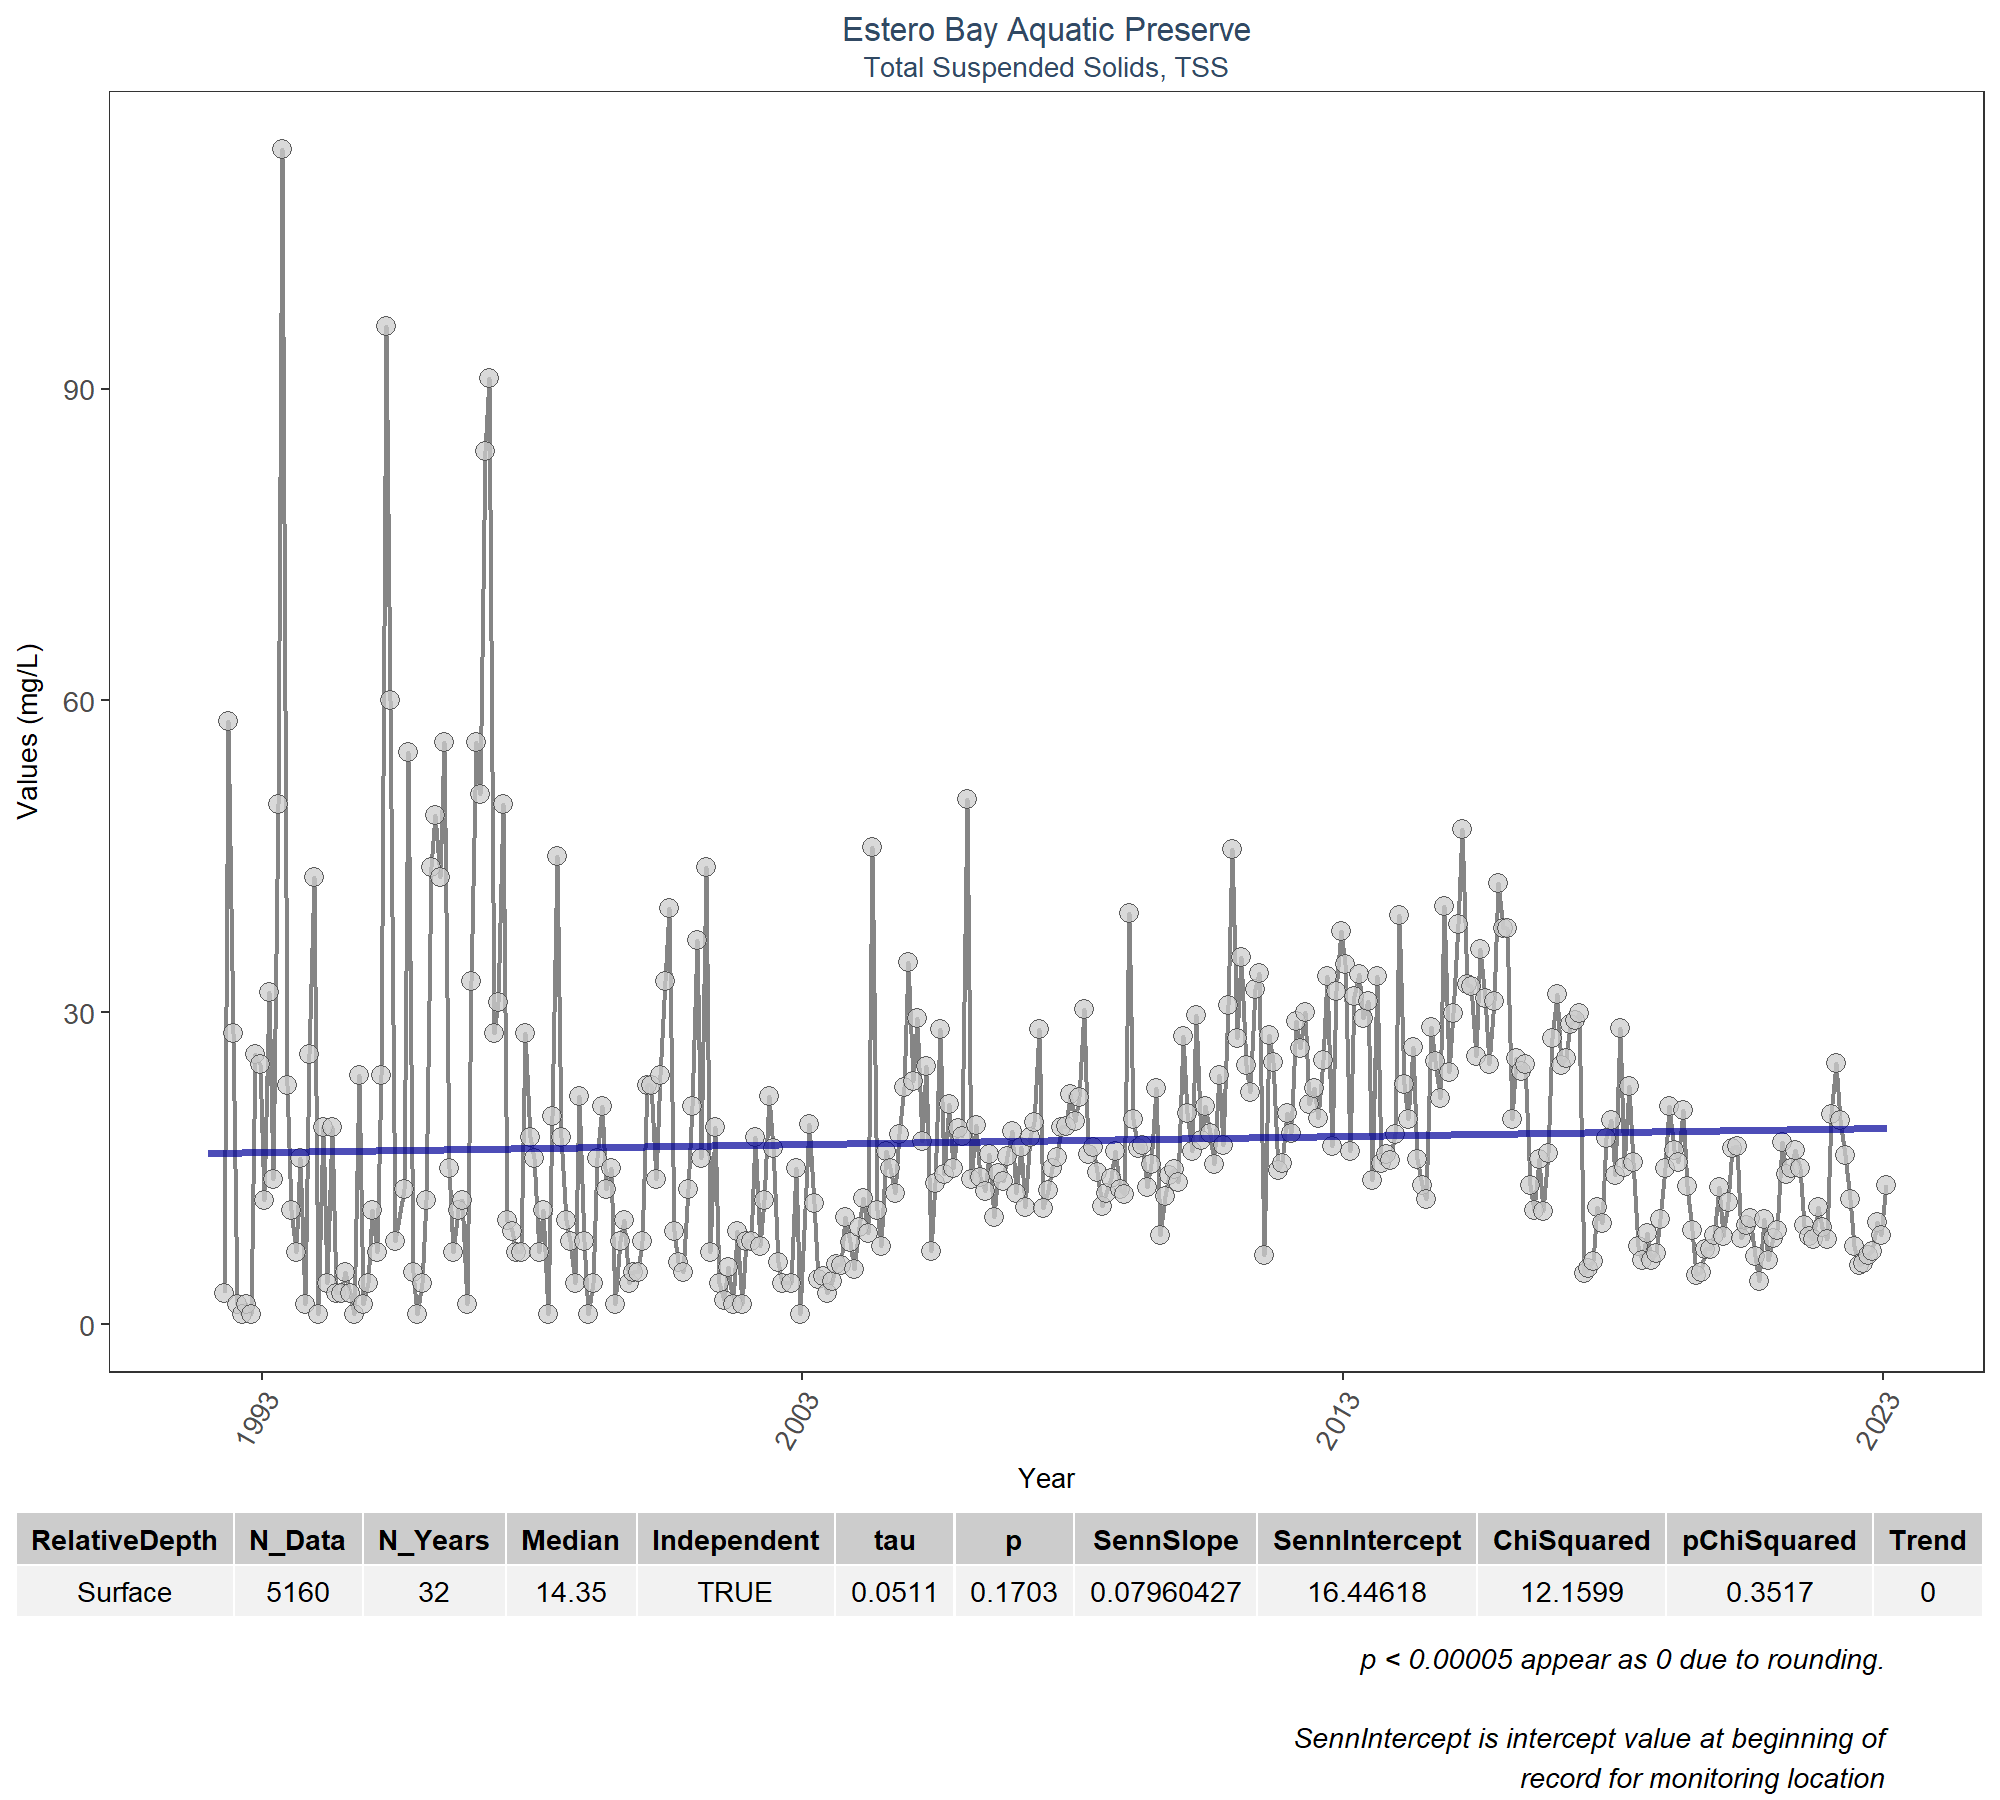 Estero Bay Aquatic Preserve
Total Suspended Solids, TSS
Values (mg/L)
90
60
30
0
1993
2003
2013
2023
Year
RelativeDepth N_Data N_Years Median Independent tau p SennSlope SennIntercept ChiSquared pChiSquared Trend
Surface 5160 32 14.35 TRUE 0.0511 0.1703 0.07960427 16.44618 12.1599 0.3517 0
p < 0.00005 appear as 0 due to rounding.
SennIntercept is intercept value at beginning of
record for monitoring location